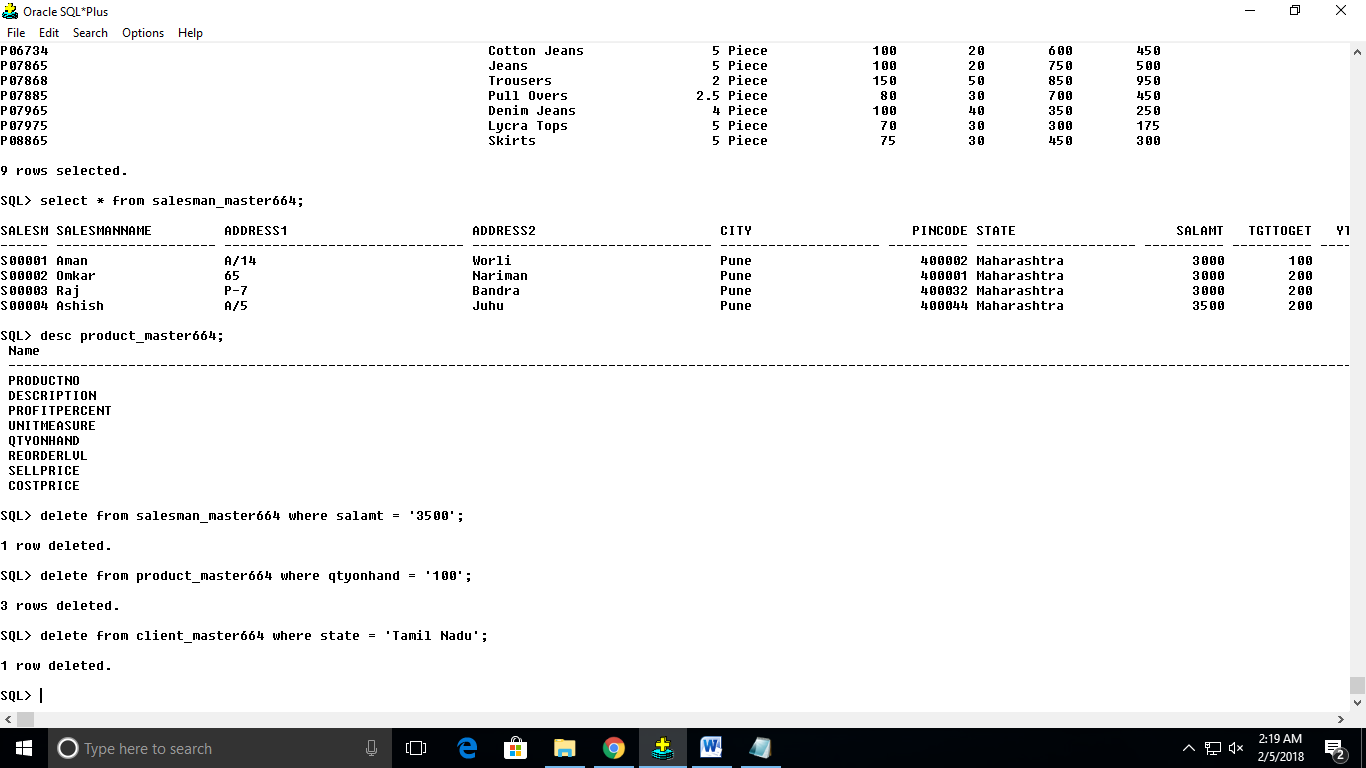 Oracle SQL*Plus
File Edit Search Options Help
P06734 Cotton Jeans 5 Piece 100 20 600 450
P07865 Jeans 5 Piece 100 20 750 500
P07868 Trousers 2 Piece 150 50 850 950
P07885 Pull Overs 2.5 Piece 80 30 700 450
P07965 Denim Jeans 4 Piece 100 40 350 250
P07975 Lycra Tops 5 Piece 70 30 300 175
P08865 Skirts 5 Piece 75 30 450 300
9 rows selected.
SQL> select * from salesman_master664;
SALESM SALESMANNAME ADDRESS1 ADDRESS2 CITY PINCODE STATE SALAMT TGTTOGET YT
S00001 Aman A/14 Worli Pune 400002 Maharashtra 3000 100
S00002 Omkar 65 Nariman Pune 400001 Maharashtra 3000 200
S00003 Raj P-7 Bandra Pune 400032 Maharashtra 3000 200
S00004 Ashish A/5 Juhu Pune 400044 Maharashtra 3500 200
SQL> desc product_master664;
Name
PRODUCTNO
DESCRIPTION
PROFITPERCENT
UNITMEASURE
QTYONHAND
REORDERLVL
SELLPRICE
COSTPRICE
SQL> delete from salesman_master664 where salamt = '3500';
1 row deleted.
SQL> delete from product_master664 where qtyonhand = '100';
3 rows deleted.
SQL> delete from client_master664 where state = 'Tamil Nadu';
1 row deleted.
SQL>
Type here to search
2:19 AM
2/5/2018
2